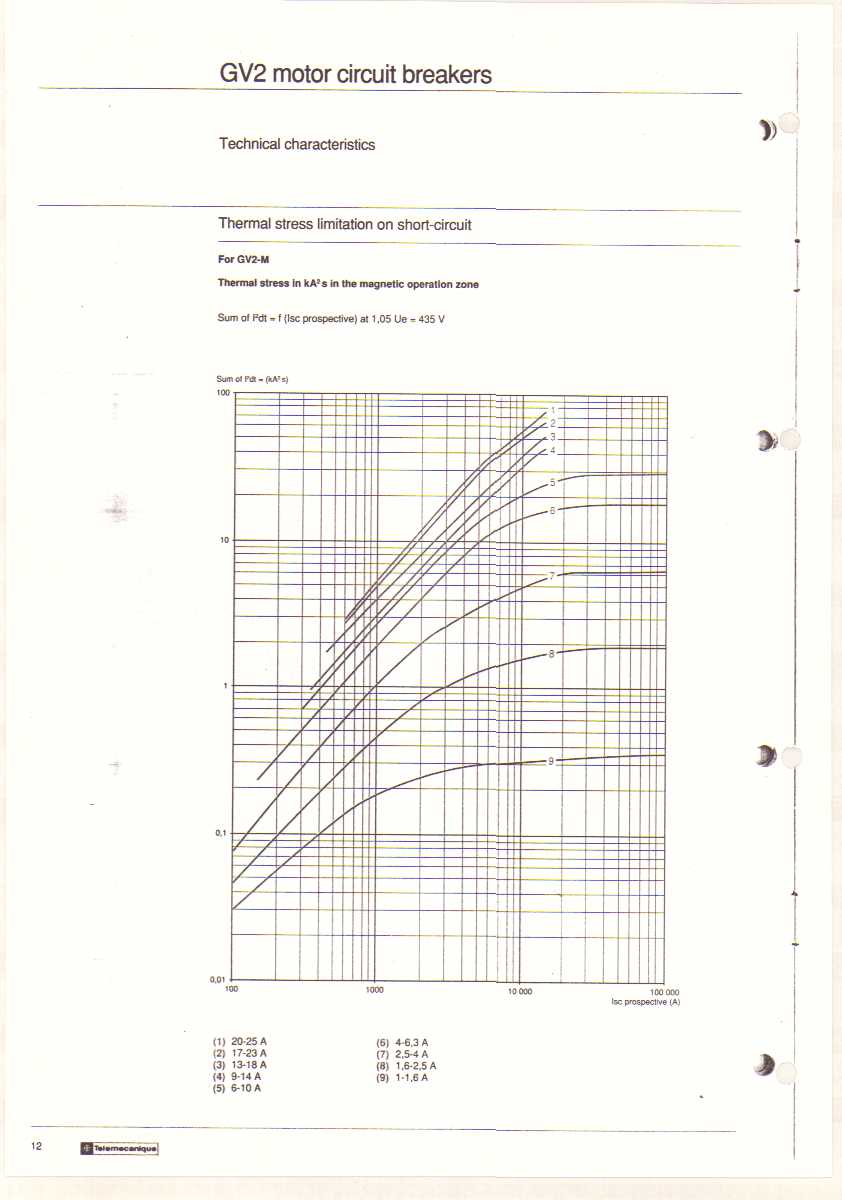 GV2 motor circuit breakers
Technical characteristics
Thermal stress limitation on short-circuit
For GV2-M
Thermal stress in kA² s in the magnetic operation zone
Sum of I²dt = f (Isc prospective) at 1,05 Ue = 435 V
Sum of I²dt = (kA² s)
100
1
2
3
4
5
6
10
7
1
8
9
0,1
0,01
100
1000
10 000
100 000
Isc prospective (A)
(1) 20-25 A
(2) 17-23 A
(3) 13-18 A
(4) 9-14 A
(5) 6-10 A
(6) 4-6,3 A
(7) 2,5-4 A
(8) 1,6-2,5 A
(9) 1-1,6 A
12
Telemecanique